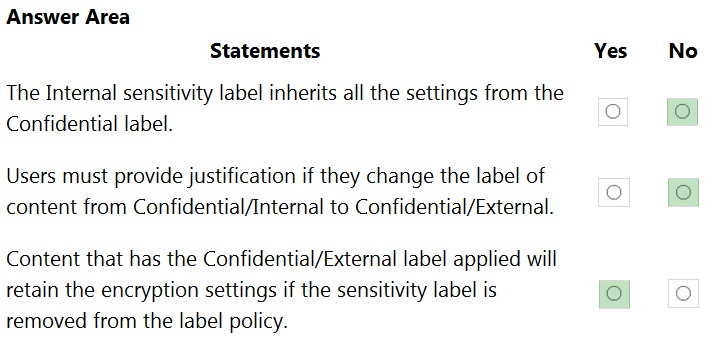 Answer Area
Statements Yes No
The Internal sensitivity label inherits all the settings from the
Confidential label.
Users must provide justification if they change the label of
content from Confidential/Internal to Confidential/External.
Content that has the Confidential/External label applied will
retain the encryption settings if the sensitivity label is
removed from the label policy.